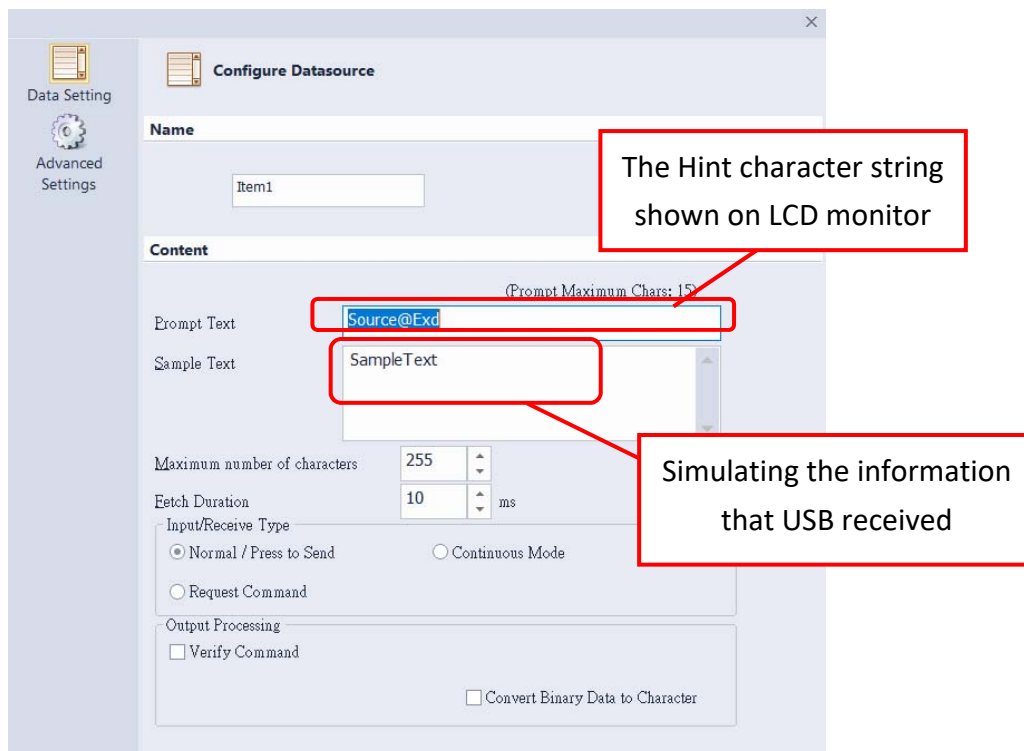 Data Setting
Advanced
Settings
Configure Datasource
Name
Item1
The Hint character string
shown on LCD monitor
Content
(Prompt Maximum Chars: 15)
Prompt Text
Source@Exd
Sample Text
SampleText
Maximum number of characters
255
Fetch Duration
10
ms
Simulating the information
that USB received
Input/Receive Type
Normal / Press to Send
Continuous Mode
Request Command
Output Processing
Verify Command
Convert Binary Data to Character